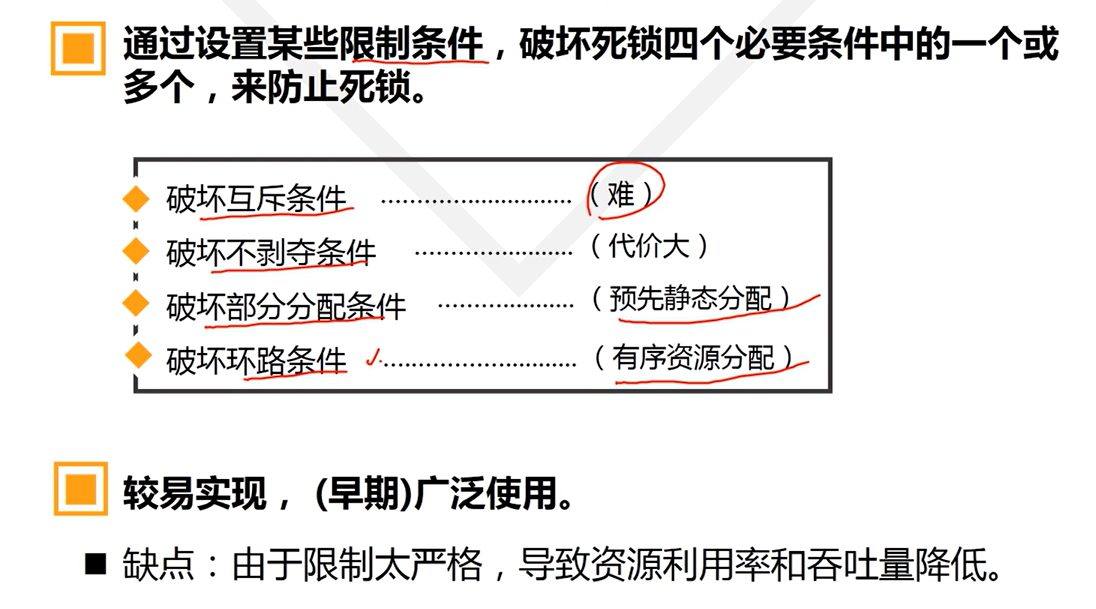 通过设置某些限制条件，破坏死锁四个必要条件中的一个或
多个，来防止死锁。
破坏互斥条件 ………………………… （难）
破坏不剥夺条件 …………………… （代价大）
破坏部分分配条件 ………………… （预先静态分配）
破坏环路条件 ………………………… （有序资源分配）
较易实现， (早期)广泛使用。
缺点：由于限制太严格，导致资源利用率和吞吐量降低。